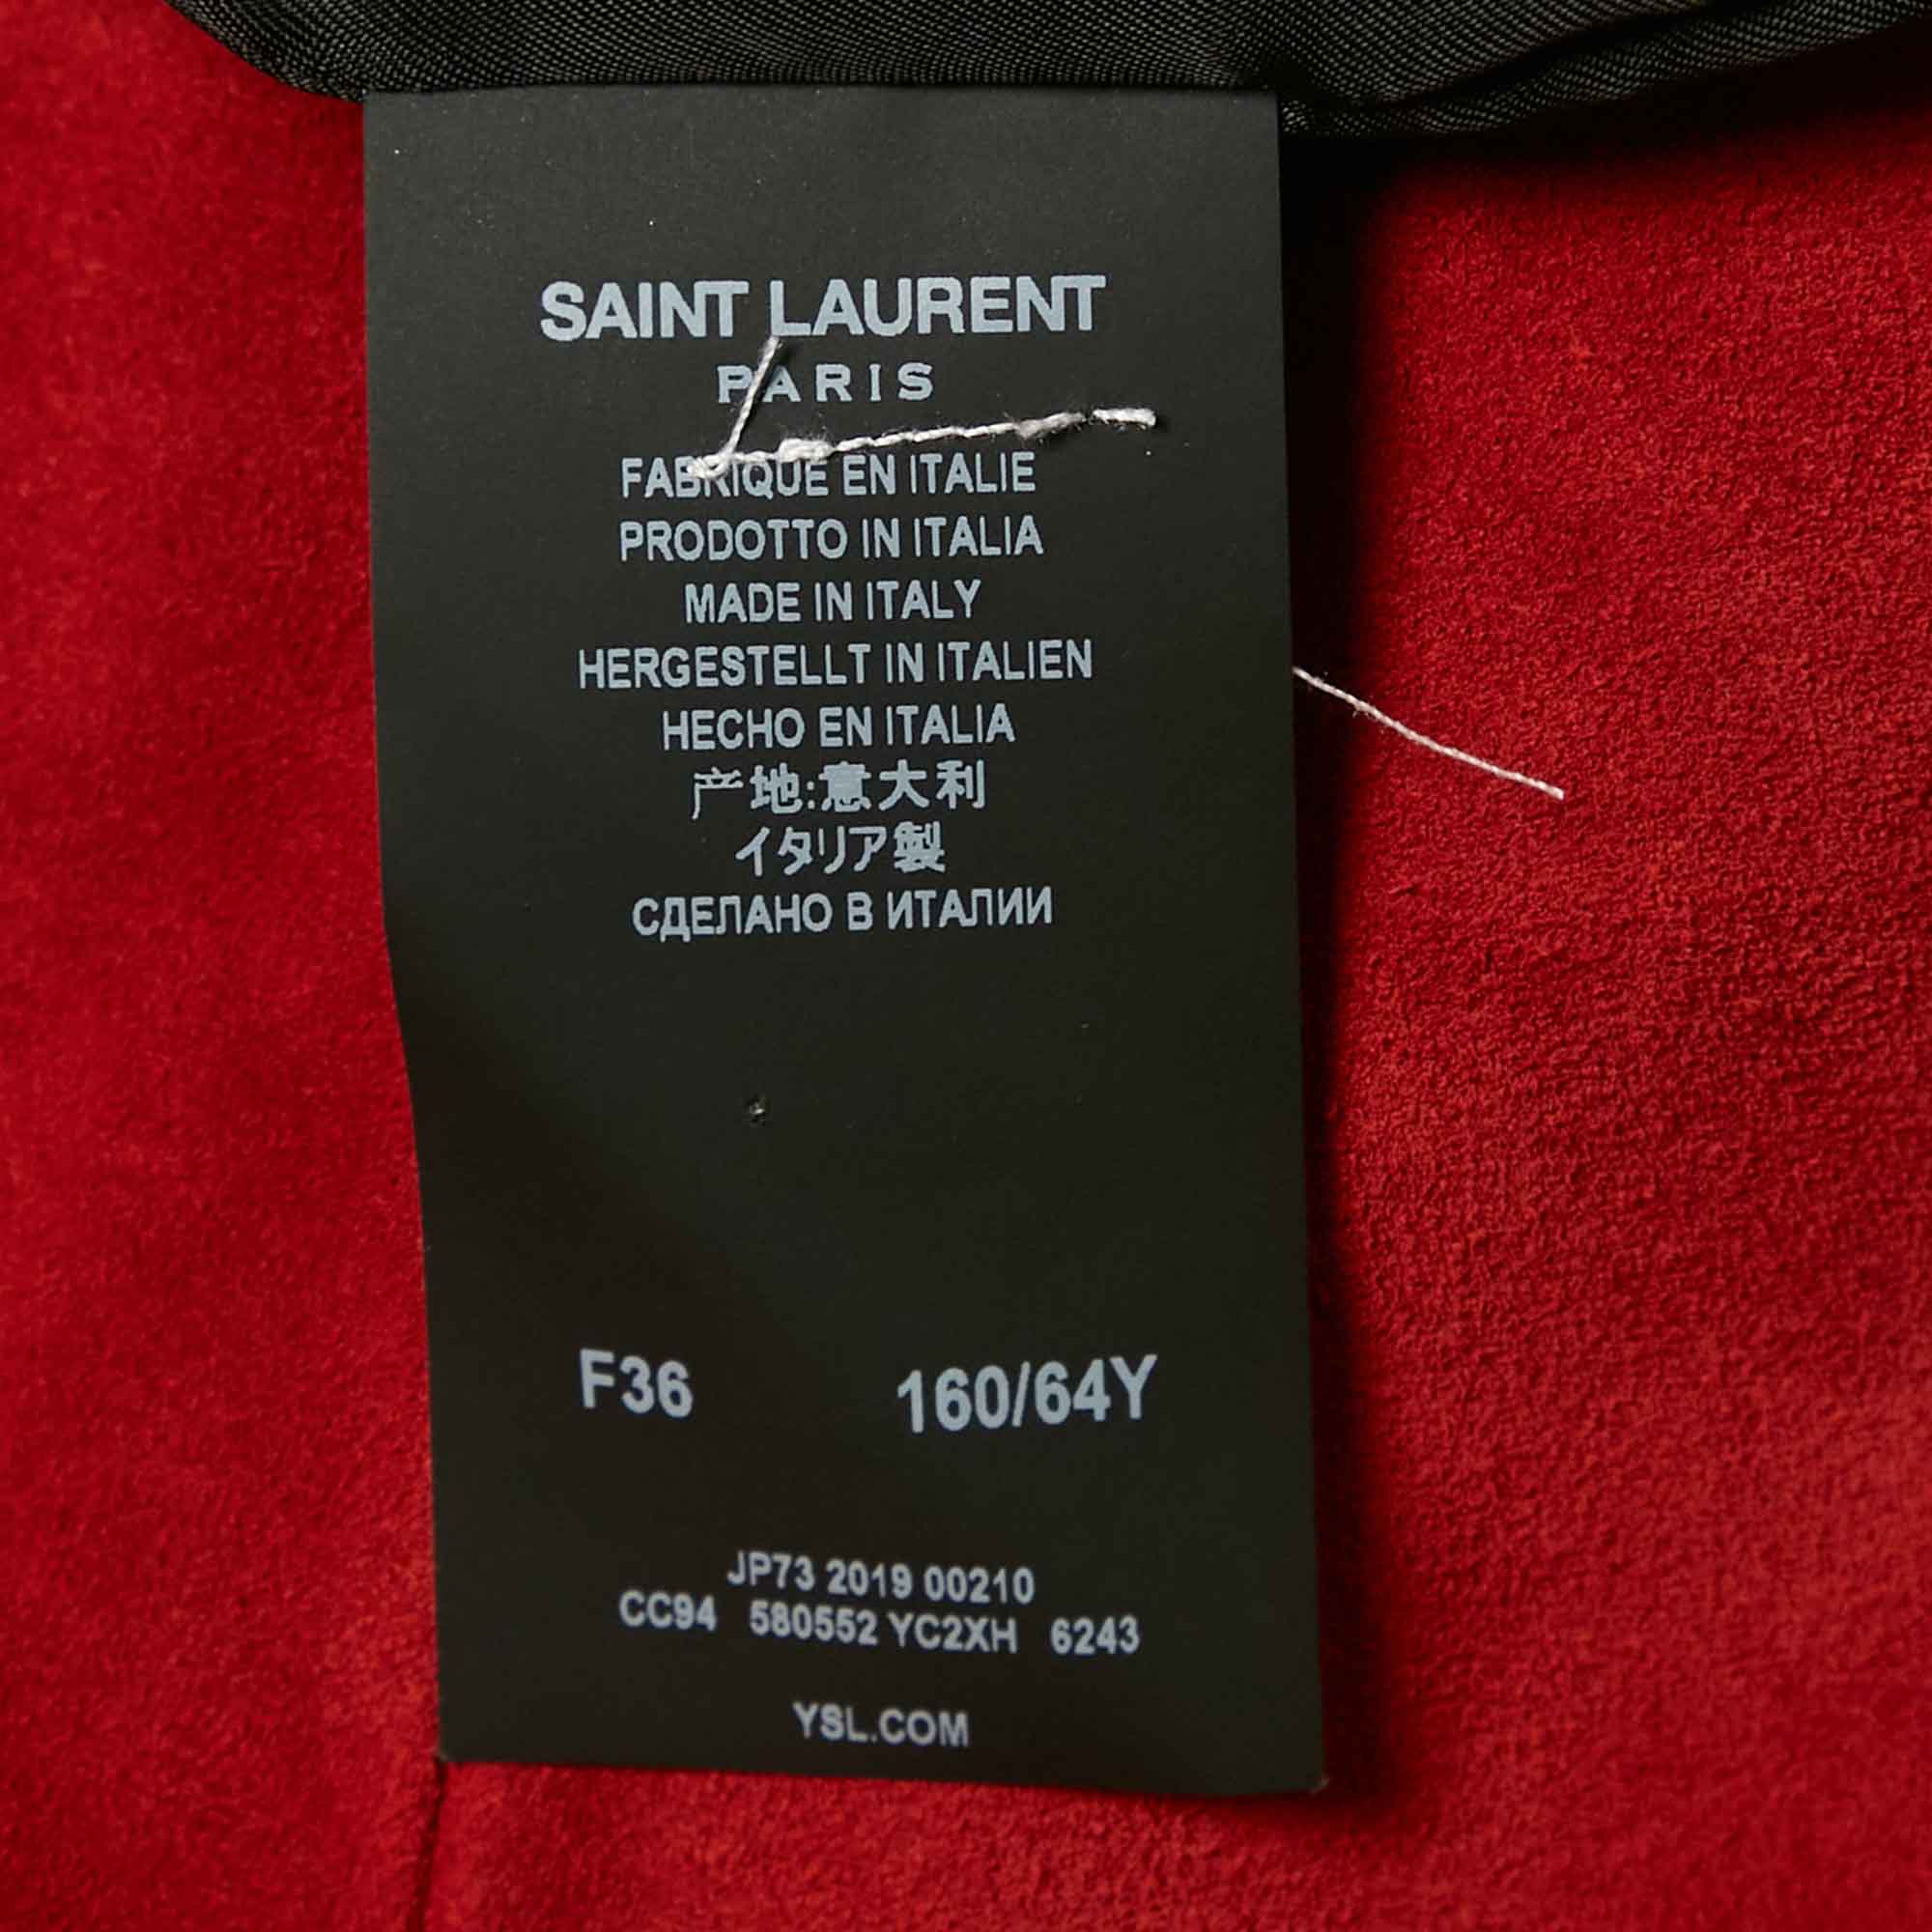 SAINT LAURENT
PARIS
FABRIQUE EN ITALIE
PRODOTTO IN ITALIA
MADE IN ITALY
HERGESTELLT IN ITALIEN
HECHO EN ITALIA
产地:意大利
イタリア製
СДЕЛАНО В ИТАЛИИ
F36 160/64Y
JP73 2019 00210
CC94 580552 YC2XH 6243
YSL.COM